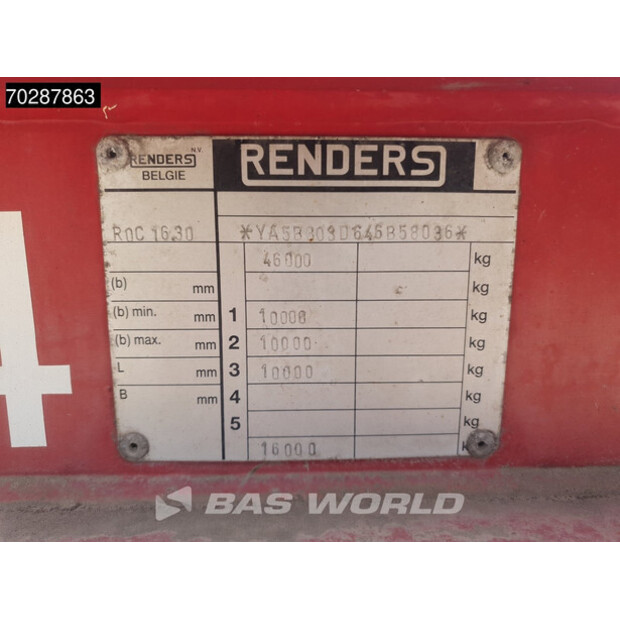 70287863
RENDERS N.V.
BELGIE
RENDERS
ROC 16.30 *YA5B303D645B58036*
46000 kg
(b) mm kg
(b) min. mm 1 10000 kg
(b) max. mm 2 10000 kg
L mm 3 10000 kg
B mm 4 kg
5 kg
16000 k
4
BAS WORLD